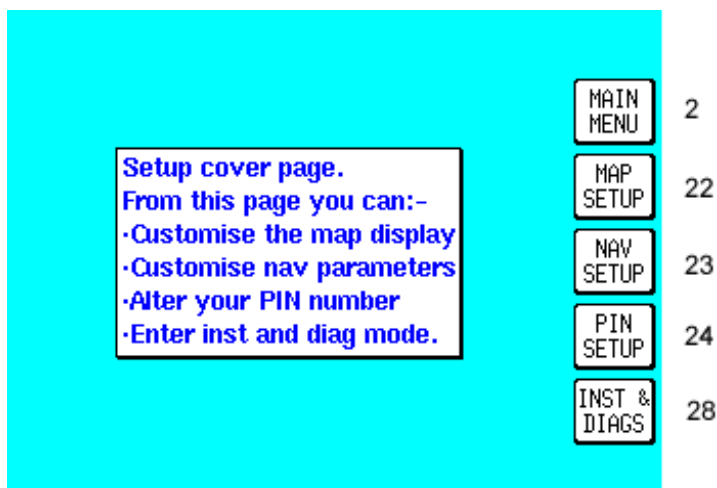 Setup cover page.
From this page you can:-
·Customise the map display
·Customise nav parameters
·Alter your PIN number
·Enter inst and diag mode.
MAIN
MENU
2
MAP
SETUP
22
NAV
SETUP
23
PIN
SETUP
24
INST &
DIAGS
28